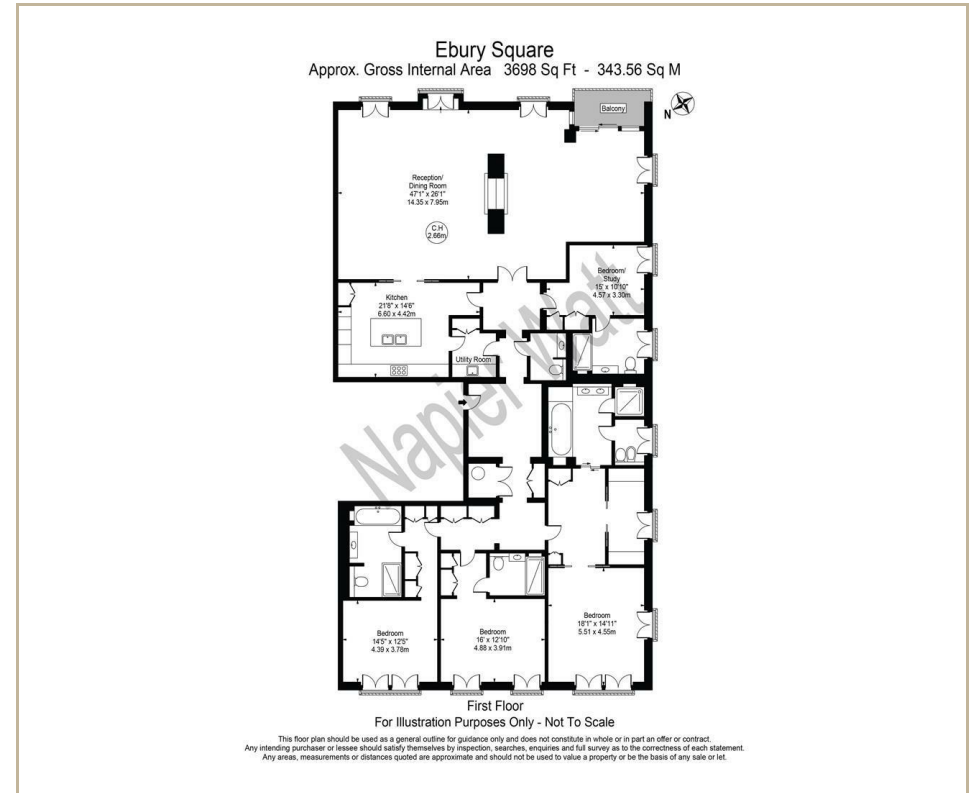 Ebury Square
Approx. Gross Internal Area 3698 Sq Ft - 343.56 Sq M
Balcony
N
Reception/
Dining Room
47'1" x 26'1"
14.35 x 7.95m
C.H
2.66m
Bedroom/
Study
15' x 10'10"
4.57 x 3.30m
Kitchen
21'8" x 14'6"
6.60 x 4.42m
Utility Room
Napier Watt
Bedroom
14'5" x 12'5"
4.39 x 3.78m
Bedroom
16' x 12'10"
4.88 x 3.91m
Bedroom
18'1" x 14'11"
5.51 x 4.55m
First Floor
For Illustration Purposes Only - Not To Scale
This floor plan should be used as a general outline for guidance only and does not constitute in whole or in part an offer or contract.
Any intending purchaser or lessee should satisfy themselves by inspection, searches, enquiries and full survey as to the correctness of each statement.
Any areas, measurements or distances quoted are approximate and should not be used to value a property or be the basis of any sale or let.